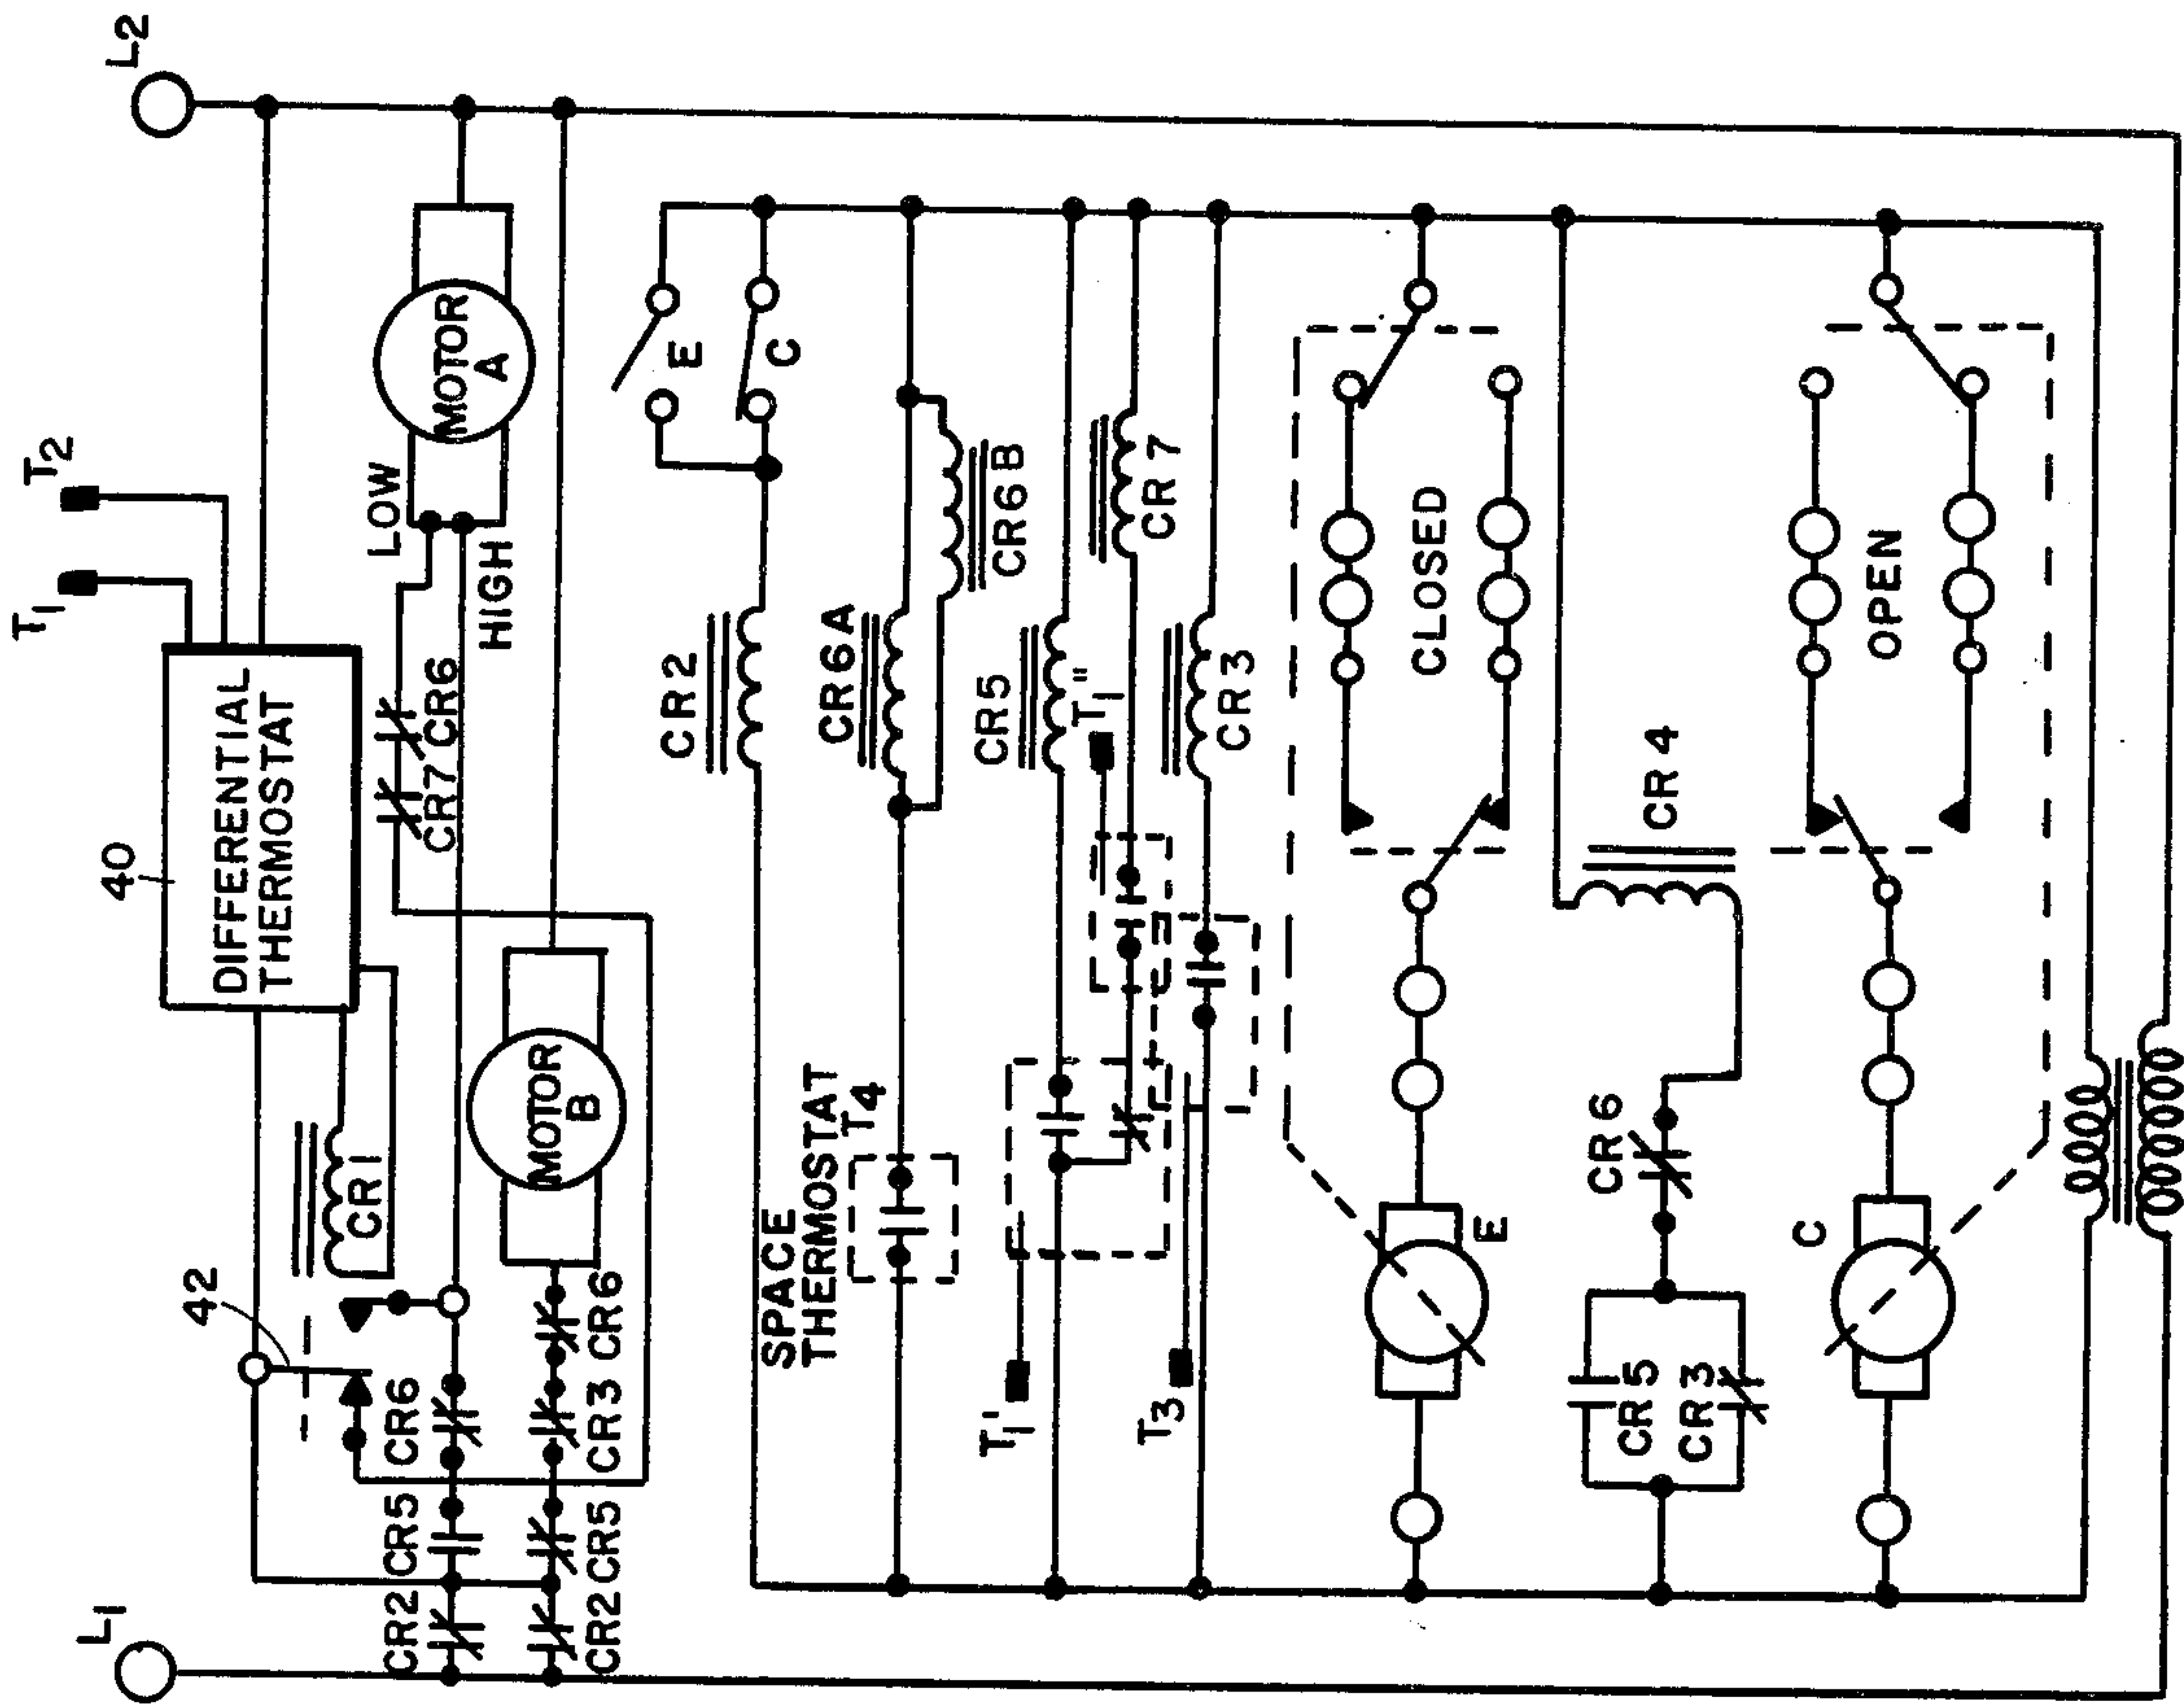 L1
L2
T1
T2
40
DIFFERENTIAL
THERMOSTAT
42
CR1
LOW
MOTOR
A
HIGH
CR7 CR6
CR2 CR5 CR6
MOTOR
B
CR2 CR5 CR3 CR6
E
C
CR2
SPACE
THERMOSTAT
T4
CR6A
CR6B
T1'
CR5
T1"
CR7
T3
CR3
E
CLOSED
CR5
CR3
CR6
CR4
C
OPEN